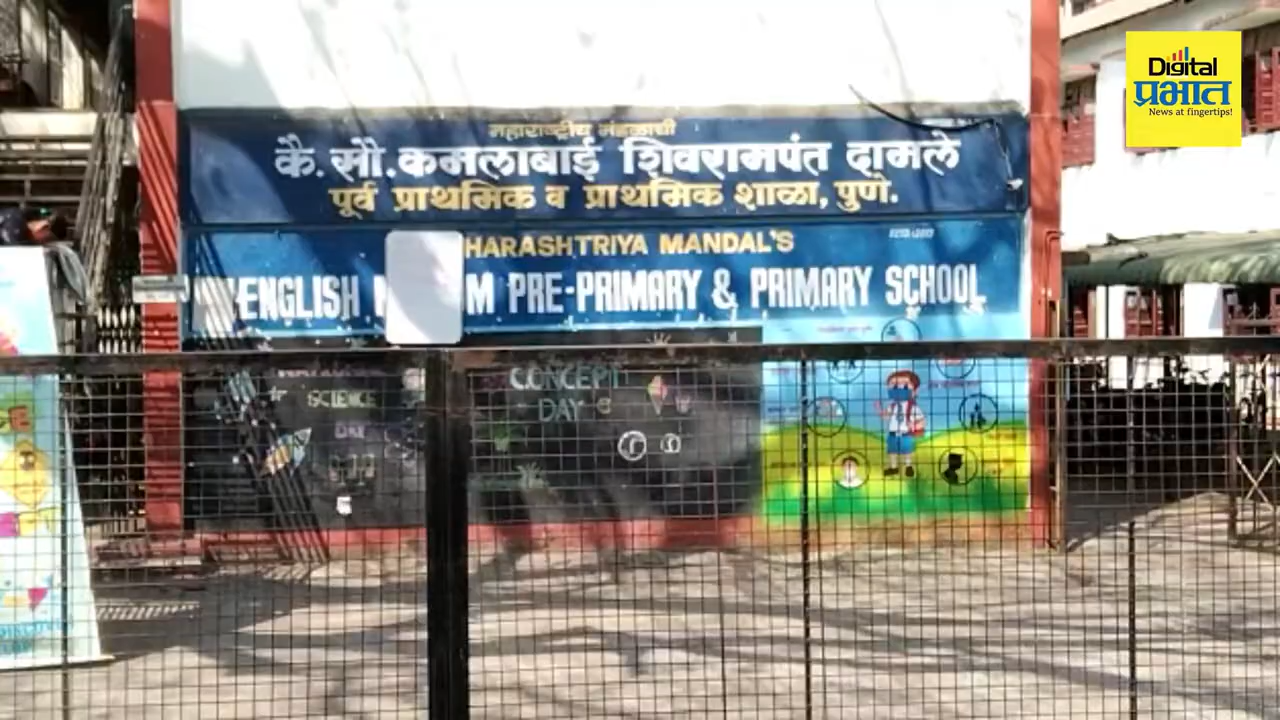 Digital
प्रभात
News at fingertips!
महाराष्ट्रीय मंडळाची
कै. सौ. कमलाबाई शिवरामपंत दामले
पूर्व प्राथमिक व प्राथमिक शाळा, पुणे.
HARASHTRIYA MANDAL'S
ENGLISH M PRE-PRIMARY & PRIMARY SCHOOL
SCIENCE
DAY
CONCEPT
DAY